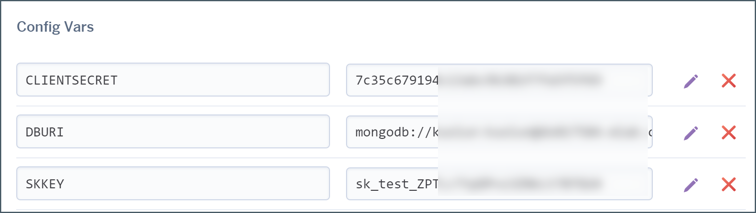 Config Vars
CLIENTSECRET 7c35c679194
DBURI mongodb://k
SKKEY sk_test_ZPT